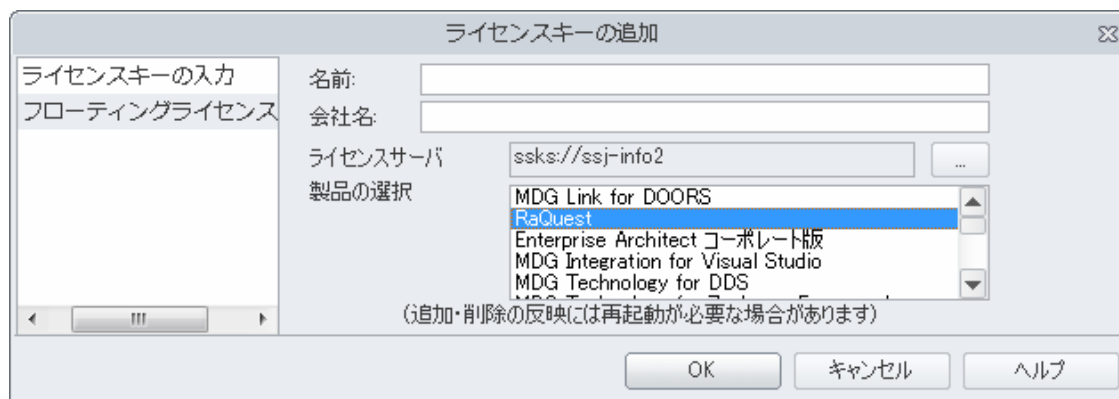 ライセンスキーの追加
ライセンスキーの入力
フローティングライセンス
名前:
会社名:
ライセンスサーバ
ssks://ssj-info2
...
製品の選択
MDG Link for DOORS
RaQuest
Enterprise Architect コーポレート版
MDG Integration for Visual Studio
MDG Technology for DDS
MDG Technology for
(追加・削除の反映には再起動が必要な場合があります)
OK
キャンセル
ヘルプ